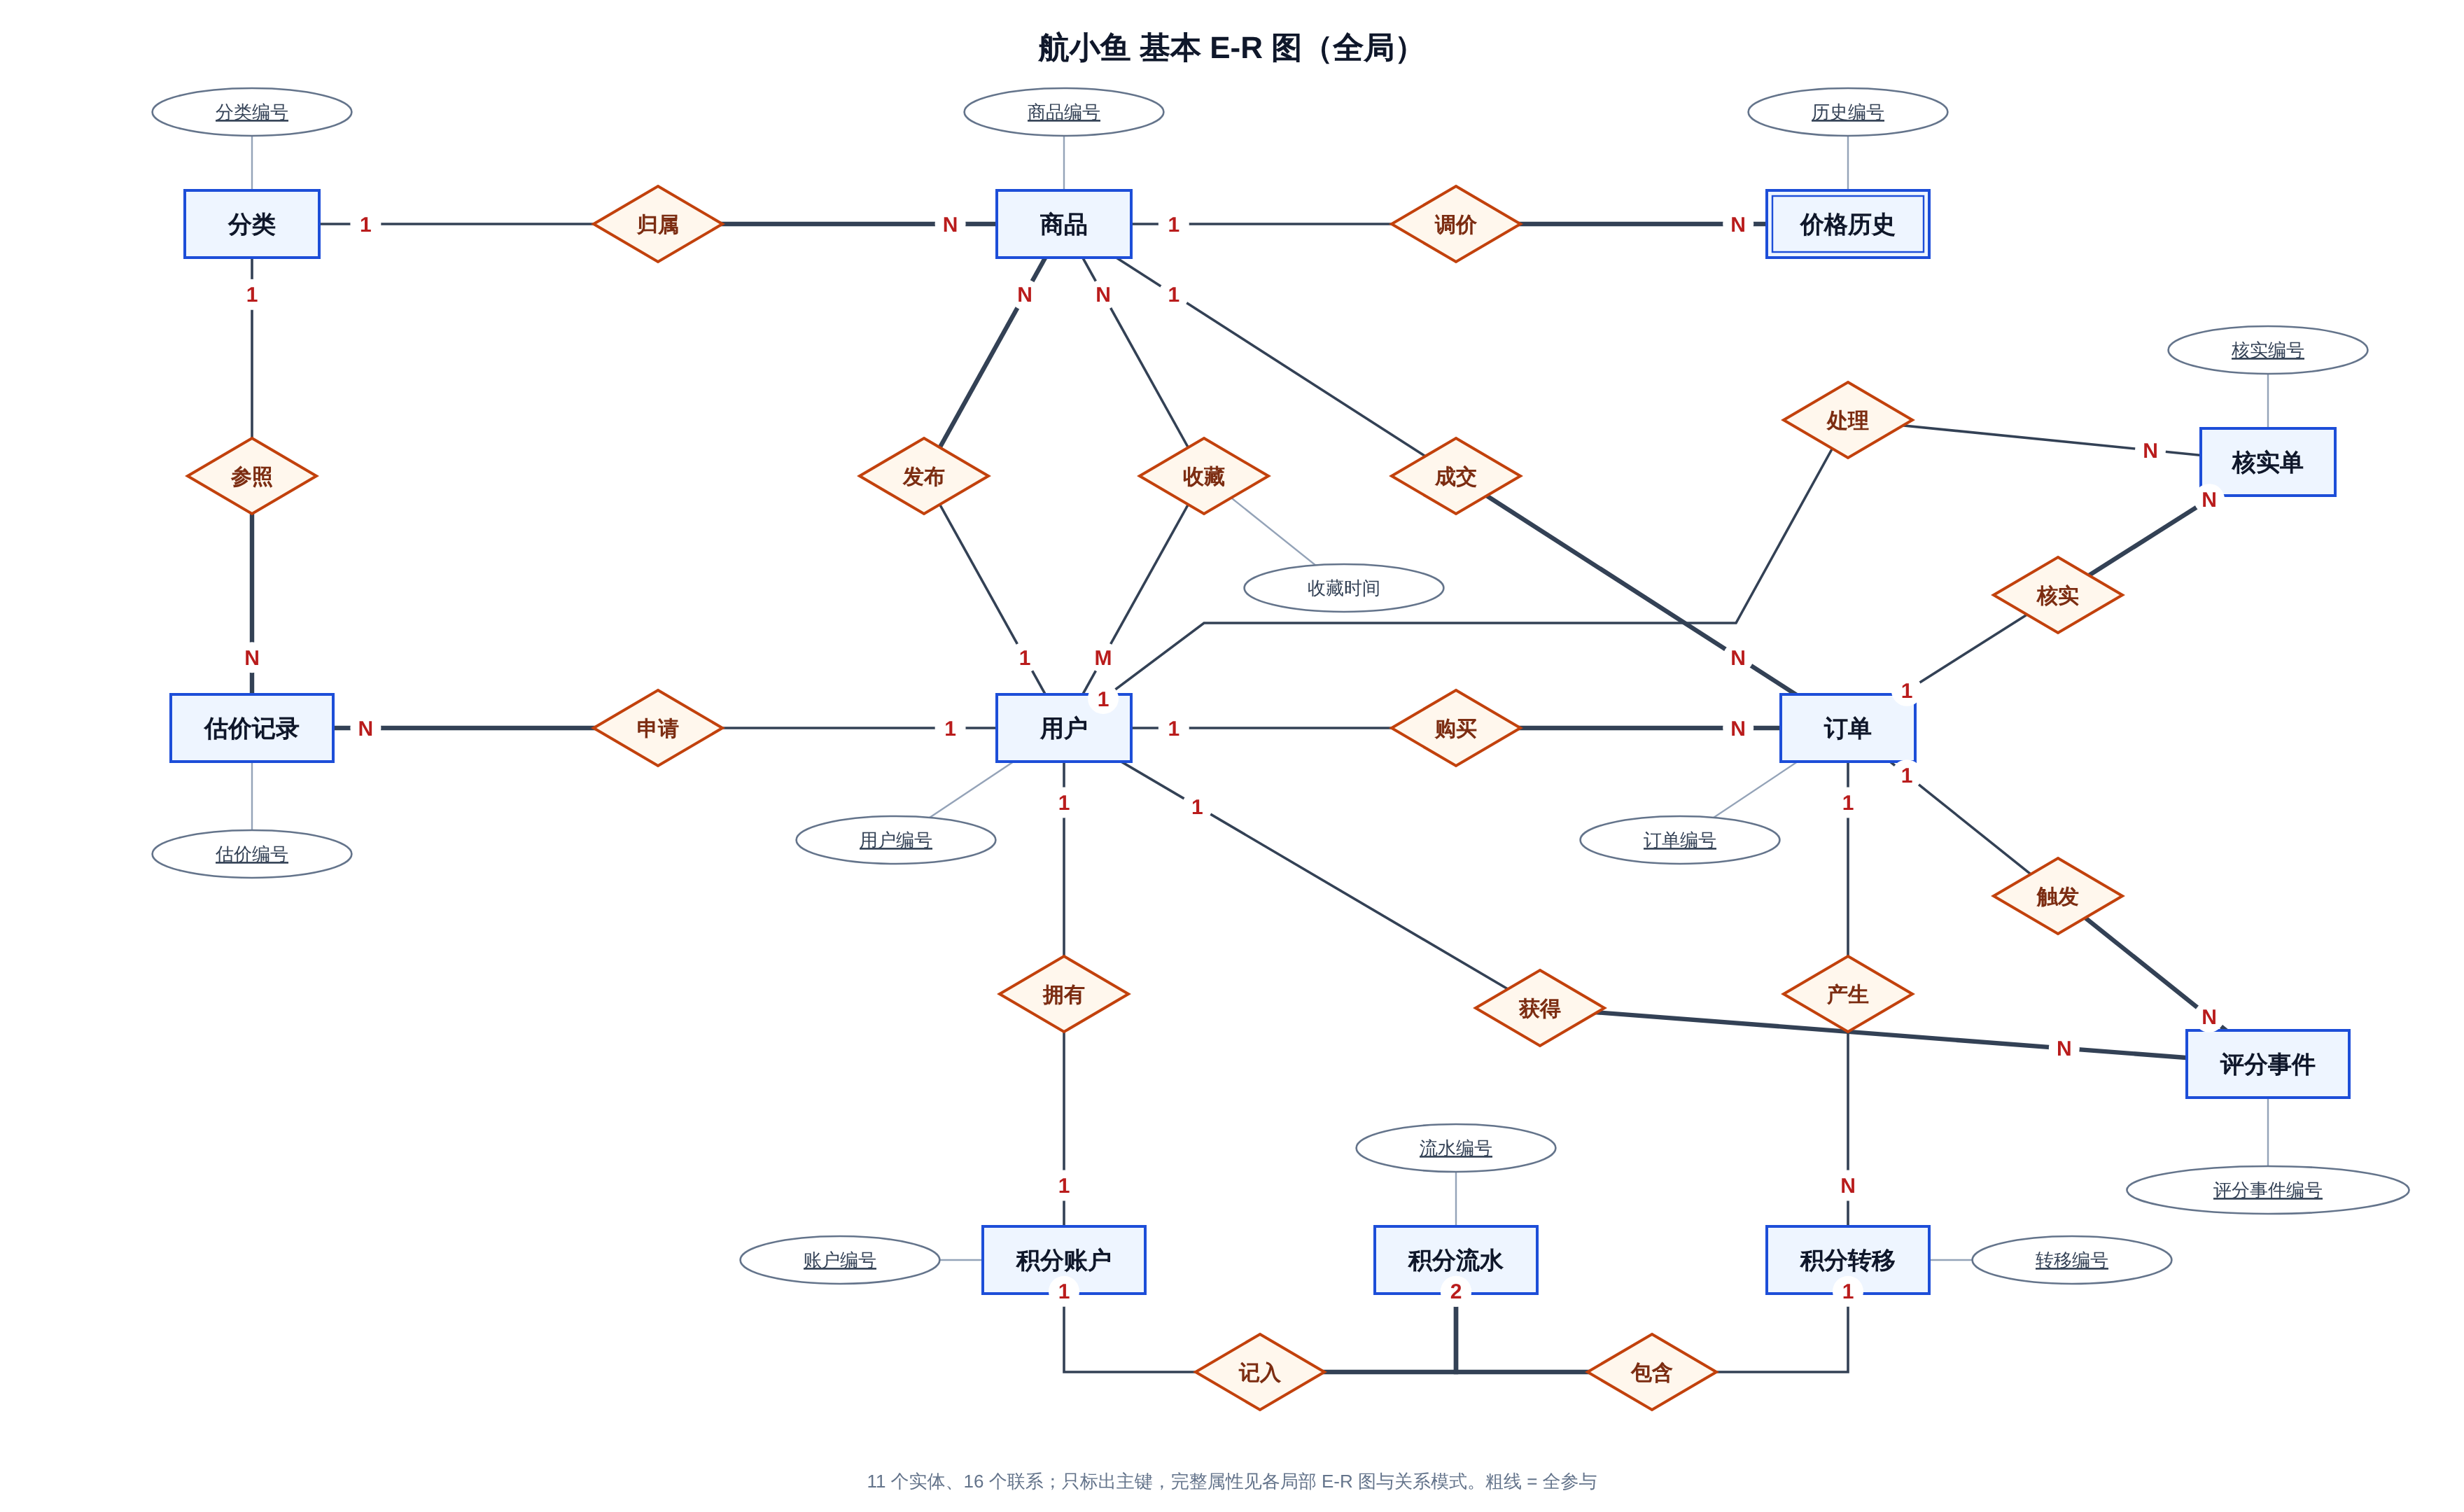 航小鱼 基本 E-R 图（全局）
分类编号
商品编号
历史编号
分类
1
归属
N
商品
1
调价
N
价格历史
1
N
N
1
核实编号
处理
N
核实单
参照
发布
收藏
成交
N
收藏时间
核实
N
1
M
N
1
1
估价记录
N
申请
1
用户
1
购买
N
订单
1
1
1
1
用户编号
订单编号
估价编号
触发
拥有
获得
产生
N
N
评分事件
流水编号
1
N
评分事件编号
账户编号
积分账户
积分流水
积分转移
转移编号
1
2
1
记入
包含
11 个实体、16 个联系；只标出主键，完整属性见各局部 E-R 图与关系模式。粗线 = 全参与